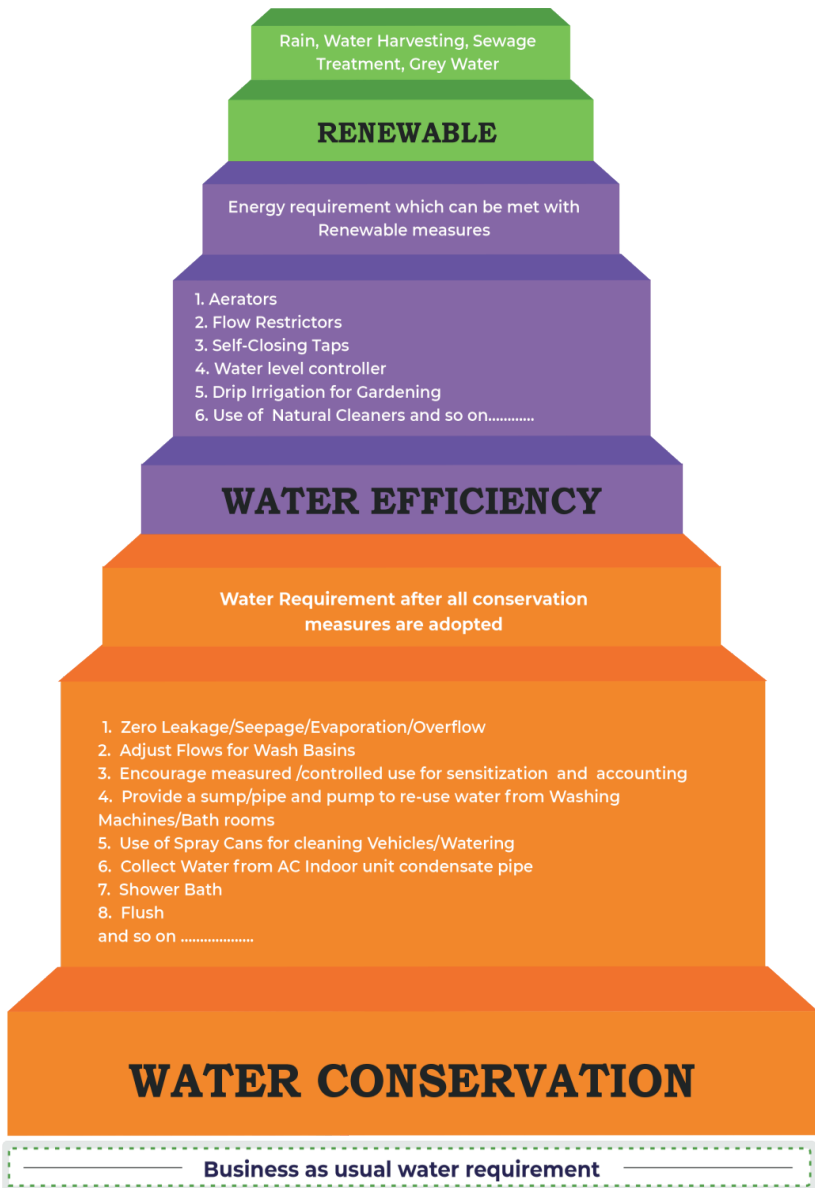 Rain, Water Harvesting, Sewage
Treatment, Grey Water
RENEWABLE
Energy requirement which can be met with
Renewable measures
1. Aerators
2. Flow Restrictors
3. Self-Closing Taps
4. Water level controller
5. Drip Irrigation for Gardening
6. Use of Natural Cleaners and so on............
WATER EFFICIENCY
Water Requirement after all conservation
measures are adopted
1. Zero Leakage/Seepage/Evaporation/Overflow
2. Adjust Flows for Wash Basins
3. Encourage measured /controlled use for sensitization and accounting
4. Provide a sump/pipe and pump to re-use water from Washing
Machines/Bath rooms
5. Use of Spray Cans for cleaning Vehicles/Watering
6. Collect Water from AC Indoor unit condensate pipe
7. Shower Bath
8. Flush
and so on ...................
WATER CONSERVATION
Business as usual water requirement